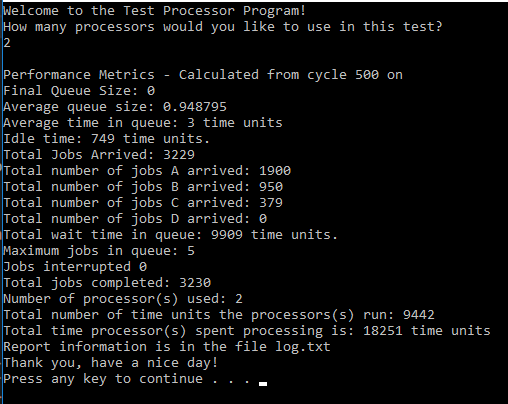 Welcome to the Test Processor Program!
How many processors would you like to use in this test?
2
Performance Metrics - Calculated from cycle 500 on
Final Queue Size: 0
Average queue size: 0.948795
Average time in queue: 3 time units
Idle time: 749 time units.
Total Jobs Arrived: 3229
Total number of jobs A arrived: 1900
Total number of jobs B arrived: 950
Total number of jobs C arrived: 379
Total number of jobs D arrived: 0
Total wait time in queue: 9909 time units.
Maximum jobs in queue: 5
Jobs interrupted 0
Total jobs completed: 3230
Number of processor(s) used: 2
Total number of time units the processors(s) run: 9442
Total time processor(s) spent processing is: 18251 time units
Report information is in the file log.txt
Thank you, have a nice day!
Press any key to continue . . .